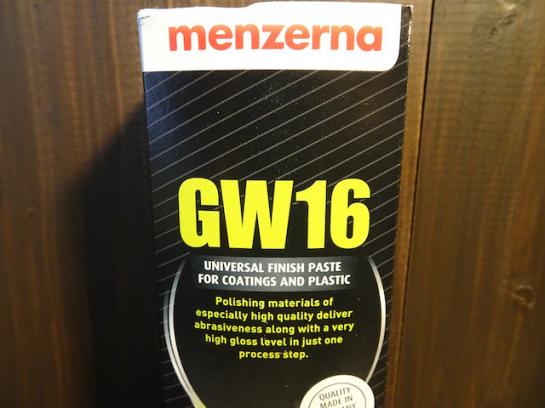 menzerna
GW16
UNIVERSAL FINISH PASTE
FOR COATINGS AND PLASTIC
Polishing materials of
especially high quality deliver
abrasiveness along with a very
high gloss level in just one
process step.
QUALITY
MADE IN